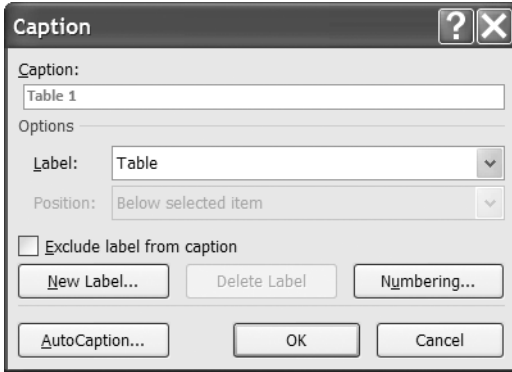 Caption
Caption:
Table 1
Options
Label: Table
Position: Below selected item
Exclude label from caption
New Label... Delete Label Numbering...
AutoCaption... OK Cancel